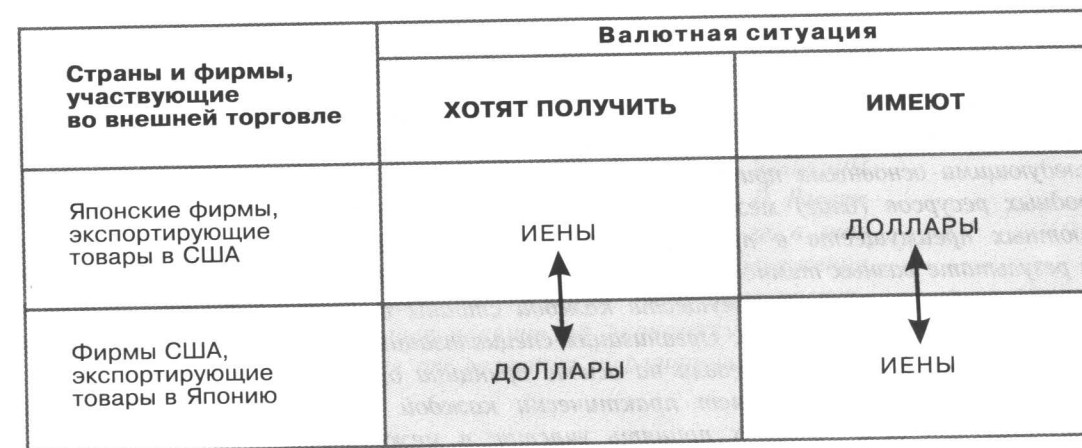 Валютная ситуация
Страны и фирмы,
участвующие
во внешней торговле
ХОТЯТ ПОЛУЧИТЬ
ИМЕЮТ
Японские фирмы,
экспортирующие
товары в США
ИЕНЫ
ДОЛЛАРЫ
Фирмы США,
экспортирующие
товары в Японию
ДОЛЛАРЫ
ИЕНЫ